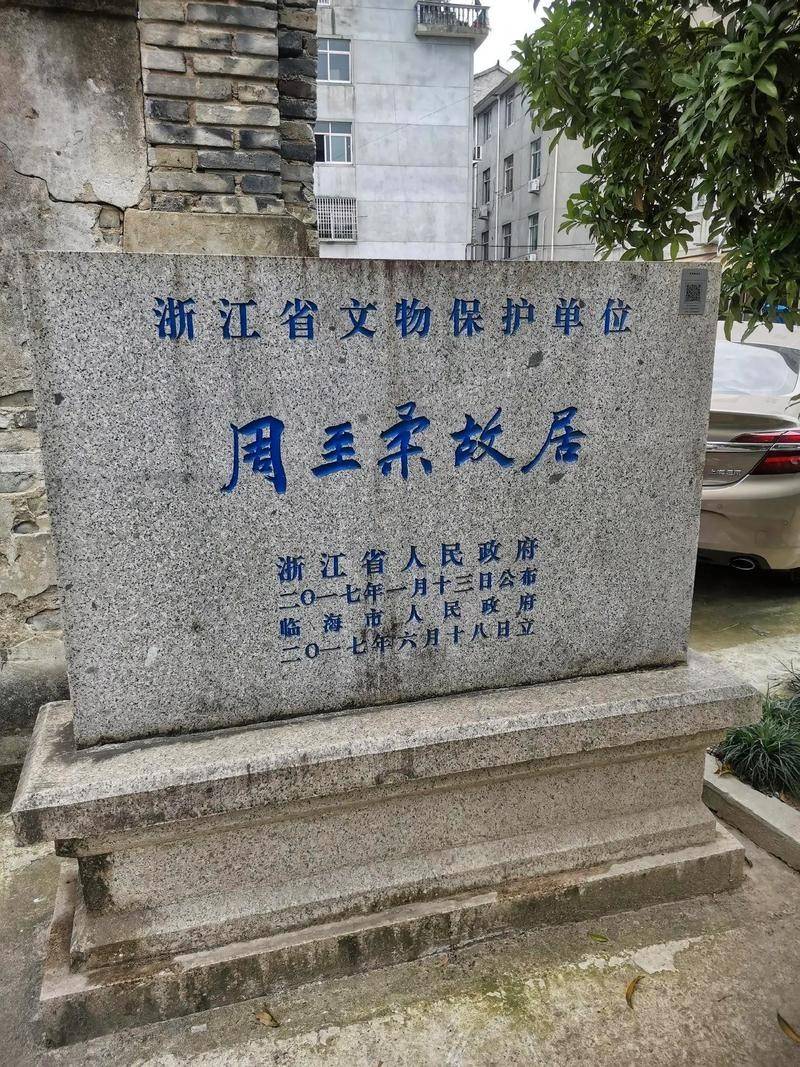 浙江省文物保护单位
周至柔故居
浙江省人民政府
二〇一七年一月十三日公布
临海市人民政府
二〇一七年六月十八日立